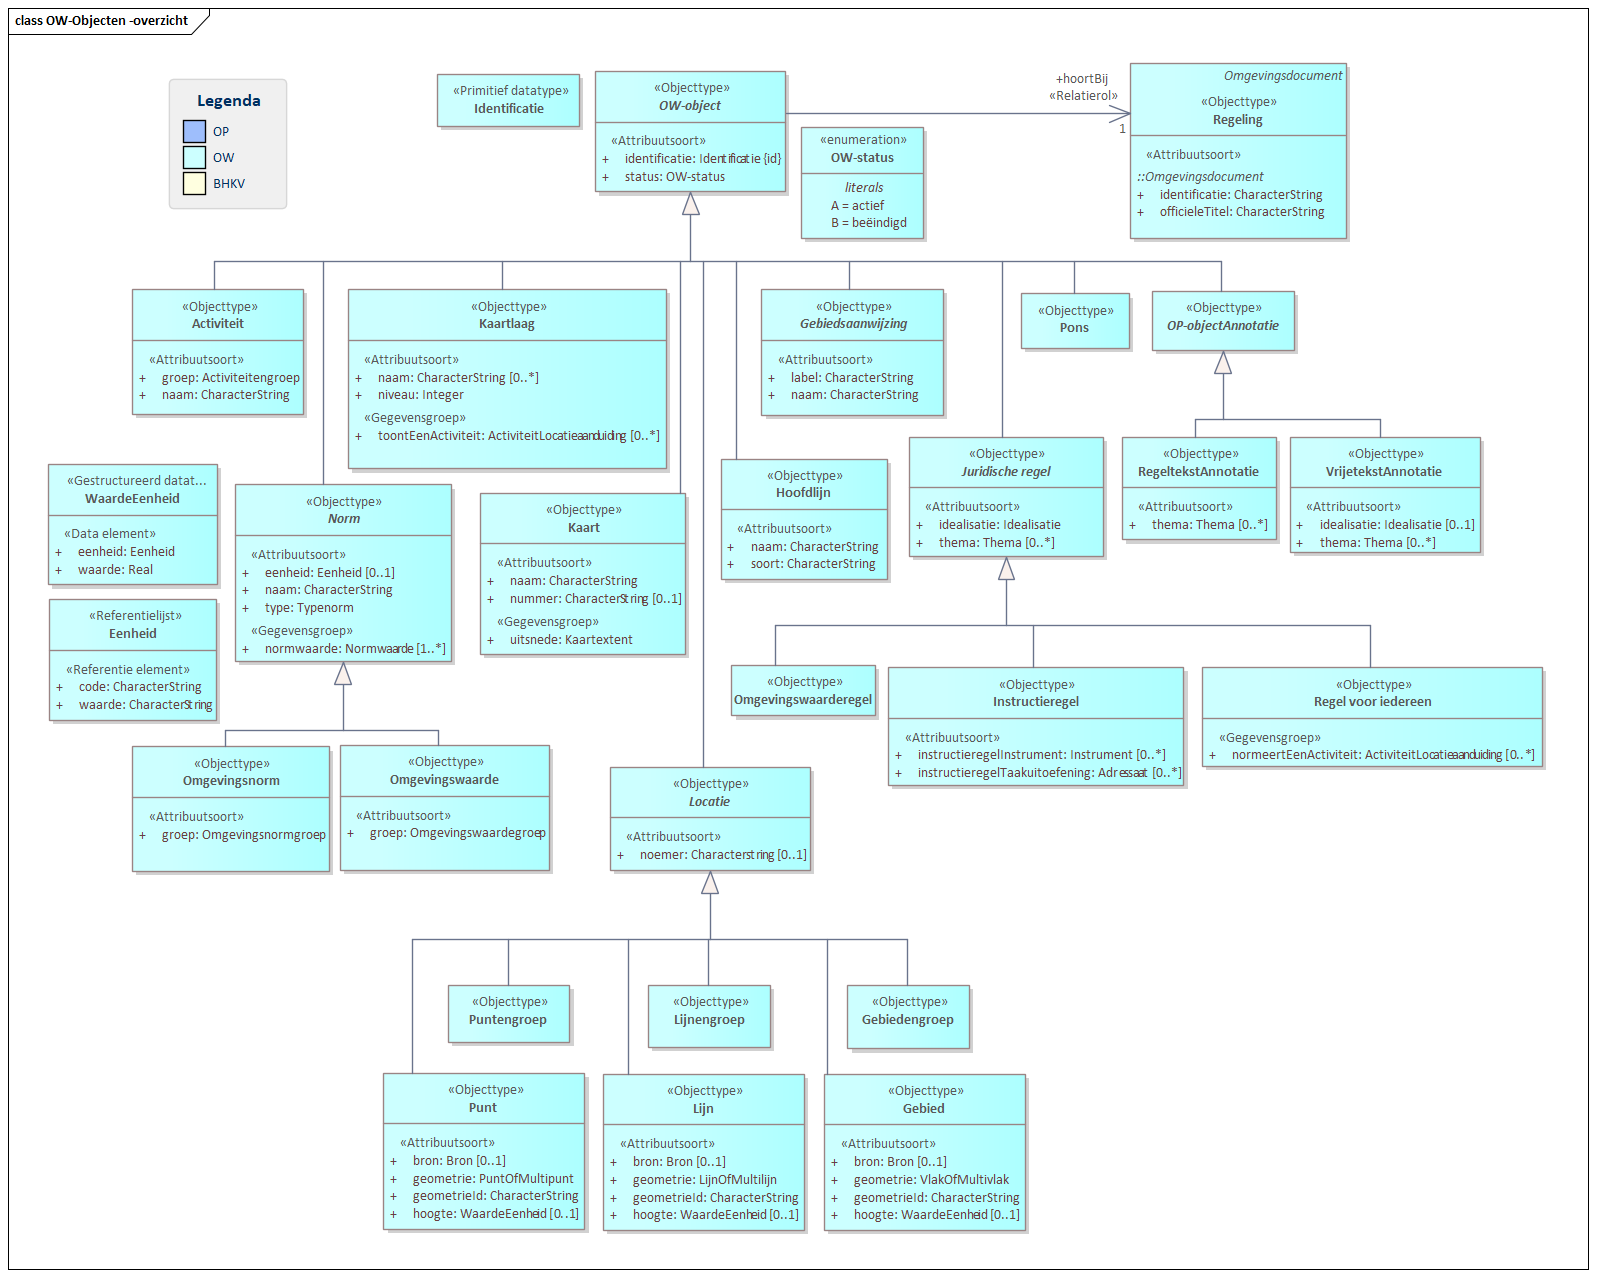 class OW-Objecten -overzicht
Legenda
OP
OW
BHKV
«Primitief datatype»
Identificatie
«Objecttype»
OW-object
«Attribuutsoort»
+ identificatie: Identificatie {id}
+ status: OW-status
+hoortBij
«Relatierol»
1
«enumeration»
OW-status
literals
A = actief
B = beëindigd
Omgevingsdocument
«Objecttype»
Regeling
«Attribuutsoort»
::Omgevingsdocument
+ identificatie: CharacterString
+ officieleTitel: CharacterString
«Objecttype»
Activiteit
«Attribuutsoort»
+ groep: Activiteitengroep
+ naam: CharacterString
«Objecttype»
Kaartlaag
«Attribuutsoort»
+ naam: CharacterString [0..*]
+ niveau: Integer
«Gegevensgroep»
+ toontEenActiviteit: ActiviteitLocatieaanduiding [0..*]
«Objecttype»
Gebiedsaanwijzing
«Attribuutsoort»
+ label: CharacterString
+ naam: CharacterString
«Objecttype»
Pons
«Objecttype»
OP-objectAnnotatie
«Gestructureerd datat...
WaardeEenheid
«Data element»
+ eenheid: Eenheid
+ waarde: Real
«Objecttype»
Norm
«Attribuutsoort»
+ eenheid: Eenheid [0..1]
+ naam: CharacterString
+ type: Typenorm
«Gegevensgroep»
+ normwaarde: Normwaarde [1..*]
«Objecttype»
Kaart
«Attribuutsoort»
+ naam: CharacterString
+ nummer: CharacterString [0..1]
«Gegevensgroep»
+ uitsnede: Kaartextent
«Objecttype»
Hoofdlijn
«Attribuutsoort»
+ naam: CharacterString
+ soort: CharacterString
«Objecttype»
Juridische regel
«Attribuutsoort»
+ idealisatie: Idealisatie
+ thema: Thema [0..*]
«Objecttype»
RegeltekstAnnotatie
«Attribuutsoort»
+ thema: Thema [0..*]
«Objecttype»
VrijetekstAnnotatie
«Attribuutsoort»
+ idealisatie: Idealisatie [0..1]
+ thema: Thema [0..*]
«Referentielijst»
Eenheid
«Referentie element»
+ code: CharacterString
+ waarde: CharacterString
«Objecttype»
Omgevingswaarderegel
«Objecttype»
Instructieregel
«Attribuutsoort»
+ instructieregelInstrument: Instrument [0..*]
+ instructieregelTaakuitoefening: Adressaat [0..*]
«Objecttype»
Regel voor iedereen
«Gegevensgroep»
+ normeertEenActiviteit: ActiviteitLocatieaanduiding [0..*]
«Objecttype»
Omgevingsnorm
«Attribuutsoort»
+ groep: Omgevingsnormgroep
«Objecttype»
Omgevingswaarde
«Attribuutsoort»
+ groep: Omgevingswaardegroep
«Objecttype»
Locatie
«Attribuutsoort»
+ noemer: Characterstring [0..1]
«Objecttype»
Puntengroep
«Objecttype»
Lijnengroep
«Objecttype»
Gebiedengroep
«Objecttype»
Punt
«Attribuutsoort»
+ bron: Bron [0..1]
+ geometrie: PuntOfMultipunt
+ geometrieId: CharacterString
+ hoogte: WaardeEenheid [0..1]
«Objecttype»
Lijn
«Attribuutsoort»
+ bron: Bron [0..1]
+ geometrie: LijnOfMultilijn
+ geometrieId: CharacterString
+ hoogte: WaardeEenheid [0..1]
«Objecttype»
Gebied
«Attribuutsoort»
+ bron: Bron [0..1]
+ geometrie: VlakOfMultivlak
+ geometrieId: CharacterString
+ hoogte: WaardeEenheid [0..1]